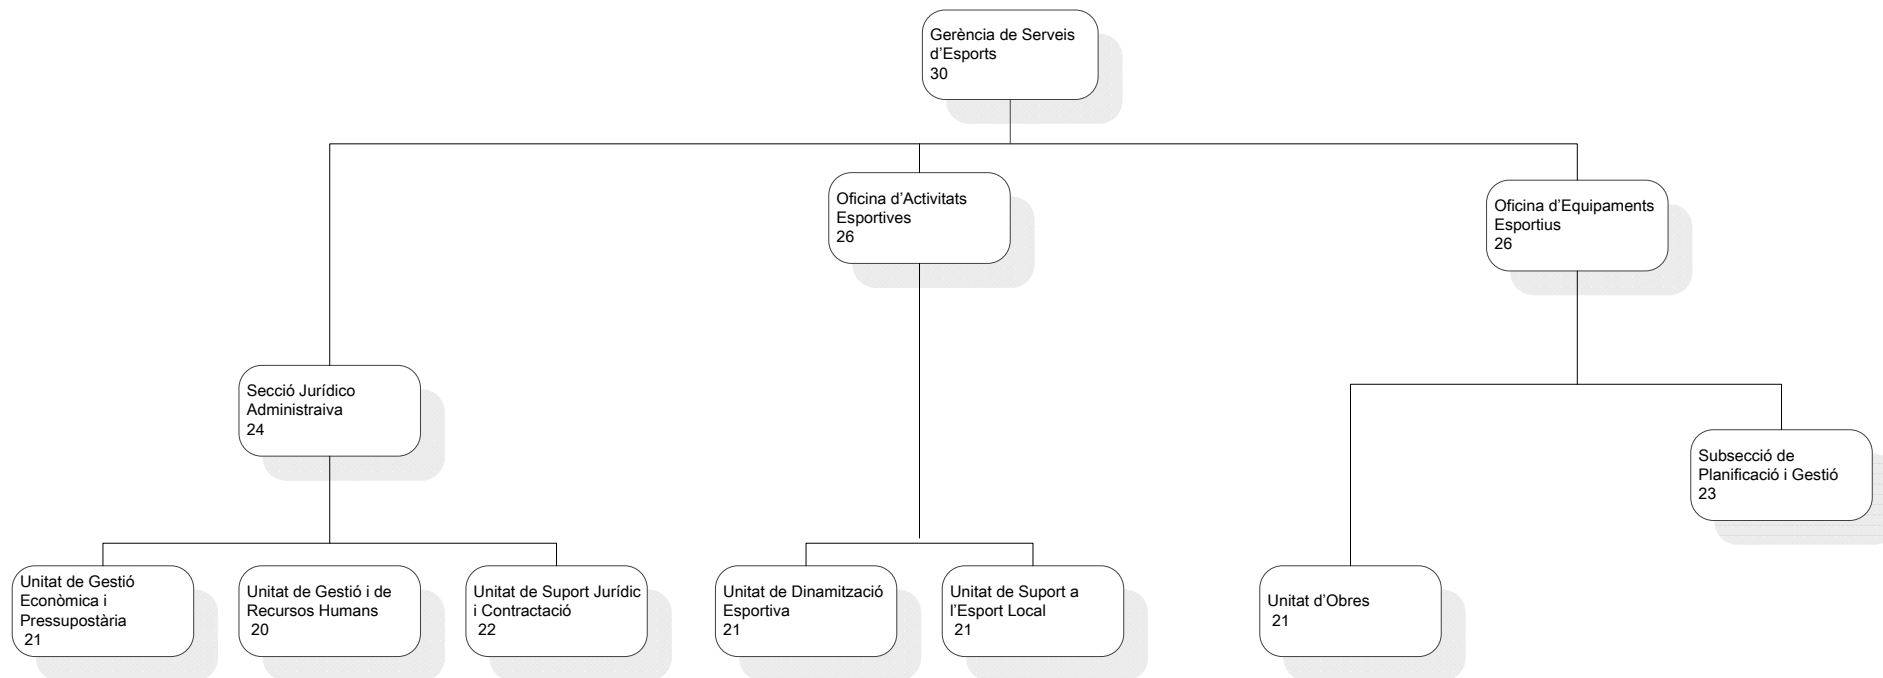 Gerència de Serveis
d’Esports
30
Oficina d’Activitats
Esportives
26
Oficina d’Equipaments
Esportius
26
Secció Jurídico
Administraiva
24
Subsecció de
Planificació i Gestió
23
Unitat de Gestió
Econòmica i
Pressupostària
21
Unitat de Gestió i de
Recursos Humans
20
Unitat de Suport Jurídic
i Contractació
22
Unitat de Dinamització
Esportiva
21
Unitat de Suport a
l’Esport Local
21
Unitat d’Obres
21